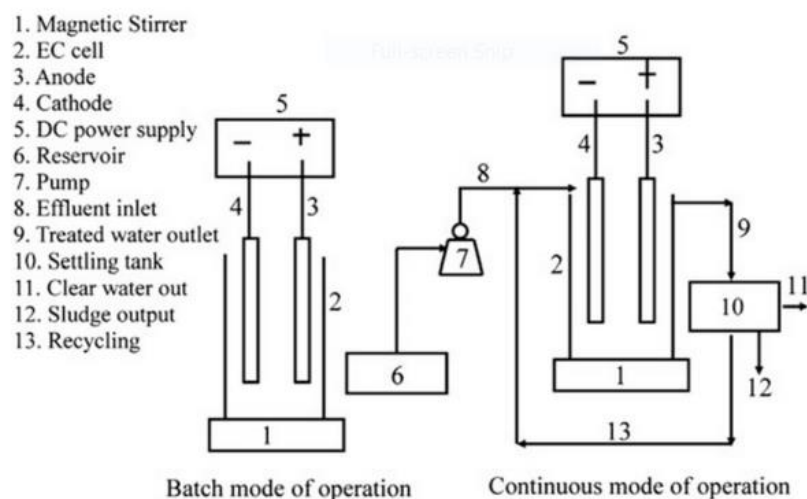 1. Magnetic Stirrer
2. EC cell
3. Anode
4. Cathode
5. DC power supply
6. Reservoir
7. Pump
8. Effluent inlet
9. Treated water outlet
10. Settling tank
11. Clear water out
12. Sludge output
13. Recycling
5
− +
4 3
2
1
Batch mode of operation
5
− +
4 3
8
7
6
2
9
10
11
12
1
13
Continuous mode of operation